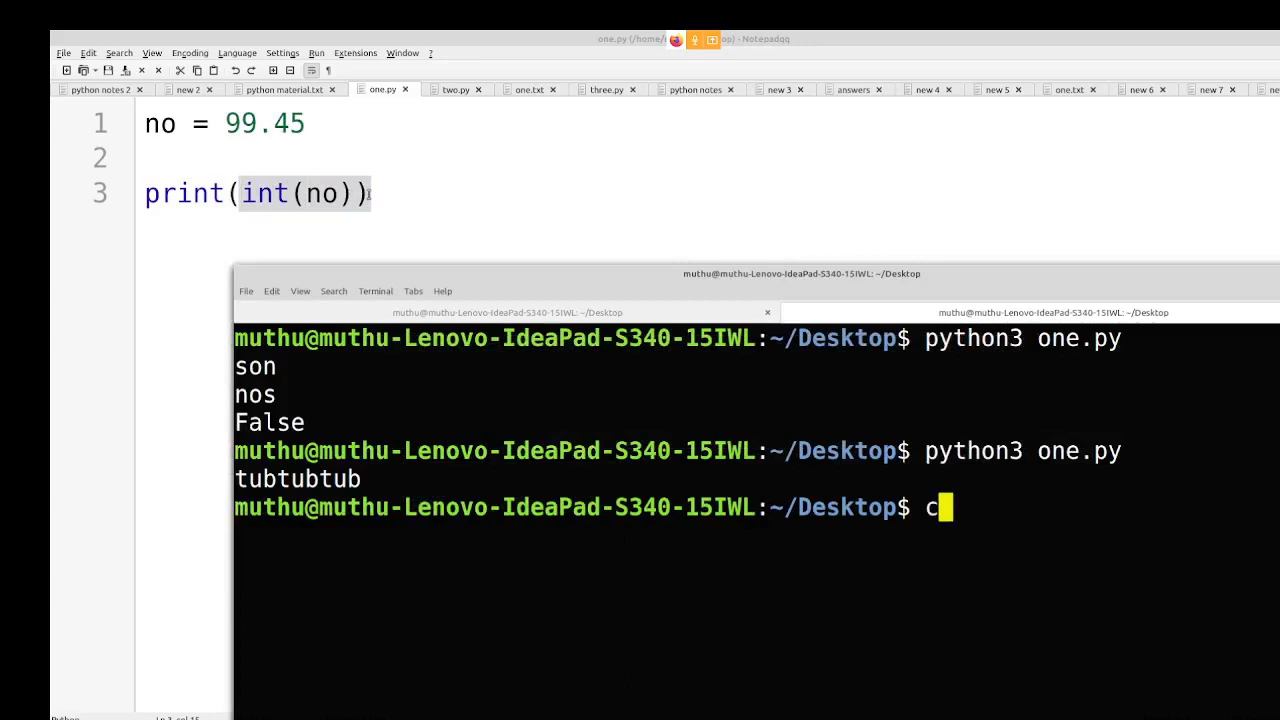 one.py (/home/ op) - Notepadqq
File Edit Search View Encoding Language Settings Run Extensions Window ?
python notes 2 new 2 python material.txt one.py two.py one.txt three.py python notes new 3 answers new 4 new 5 one.txt new 6 new 7
1 no = 99.45
2
3 print(int(no))
muthu@muthu-Lenovo-IdeaPad-S340-15IWL: ~/Desktop
File Edit View Search Terminal Tabs Help
muthu@muthu-Lenovo-IdeaPad-S340-15IWL: ~/Desktop muthu@muthu-Lenovo-IdeaPad-S340-15IWL: ~/Desktop
muthu@muthu-Lenovo-IdeaPad-S340-15IWL:~/Desktop$ python3 one.py
son
nos
False
muthu@muthu-Lenovo-IdeaPad-S340-15IWL:~/Desktop$ python3 one.py
tubtubtub
muthu@muthu-Lenovo-IdeaPad-S340-15IWL:~/Desktop$ c